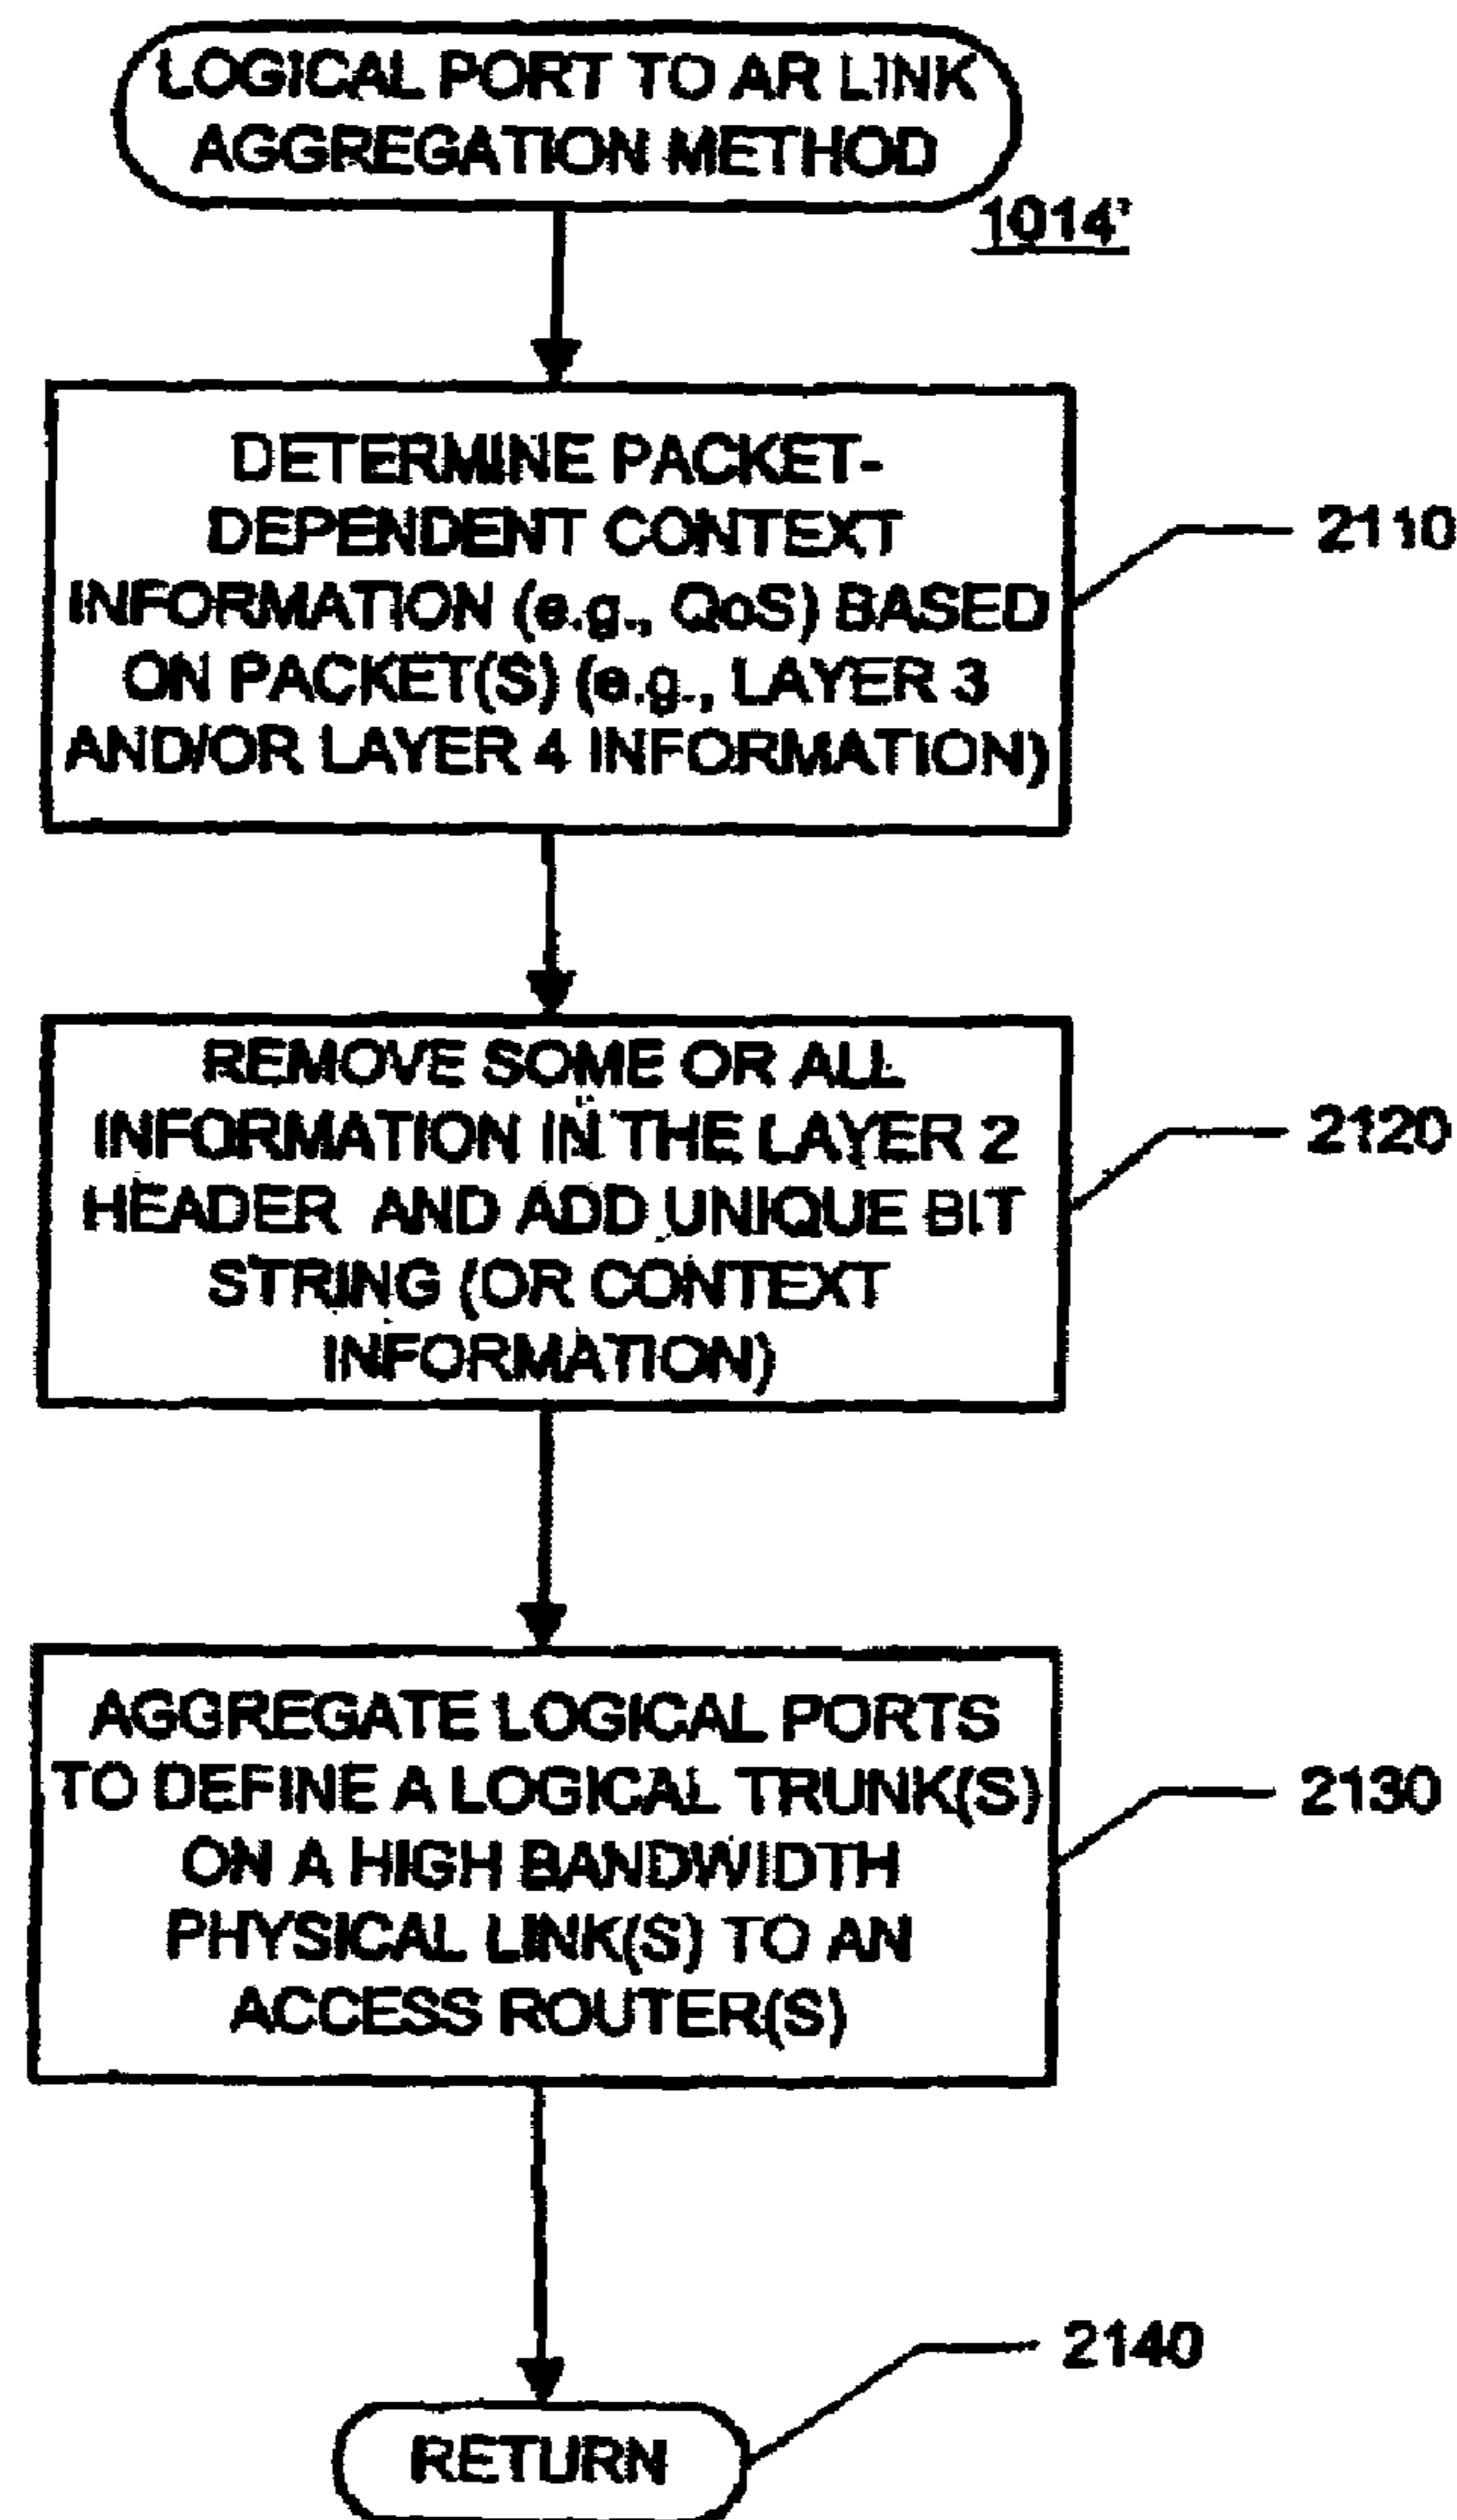 LOGICAL PORT TO AR LINK
AGGREGATION METHOD
1014'
DETERMINE PACKET-
DEPENDENT CONTEXT
INFORMATION (e.g., QoS) BASED
ON PACKET(S) (e.g., LAYER 3
AND/OR LAYER 4 INFORMATION)
2110
REMOVE SOME OR ALL
INFORMATION IN THE LAYER 2
HEADER AND ADD UNIQUE BIT
STRING (OR CONTEXT
INFORMATION)
2120
AGGREGATE LOGICAL PORTS
TO DEFINE A LOGICAL TRUNK(S)
ON A HIGH BANDWIDTH
PHYSICAL LINK(S) TO AN
ACCESS ROUTER(S)
2130
2140
RETURN